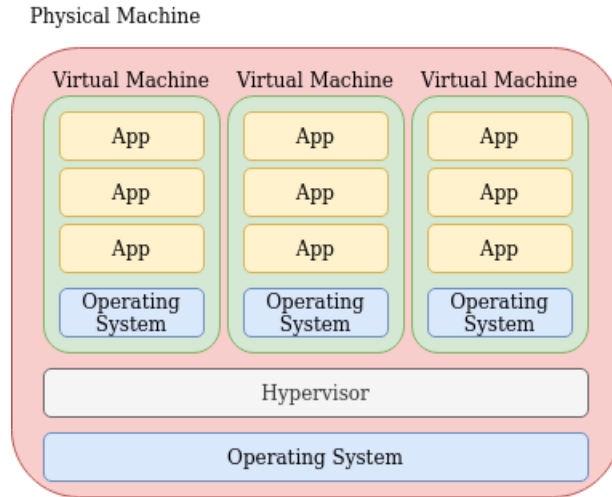 Physical Machine
Virtual Machine Virtual Machine Virtual Machine
App App App
App App App
App App App
Operating Operating Operating
System System System
Hypervisor
Operating System